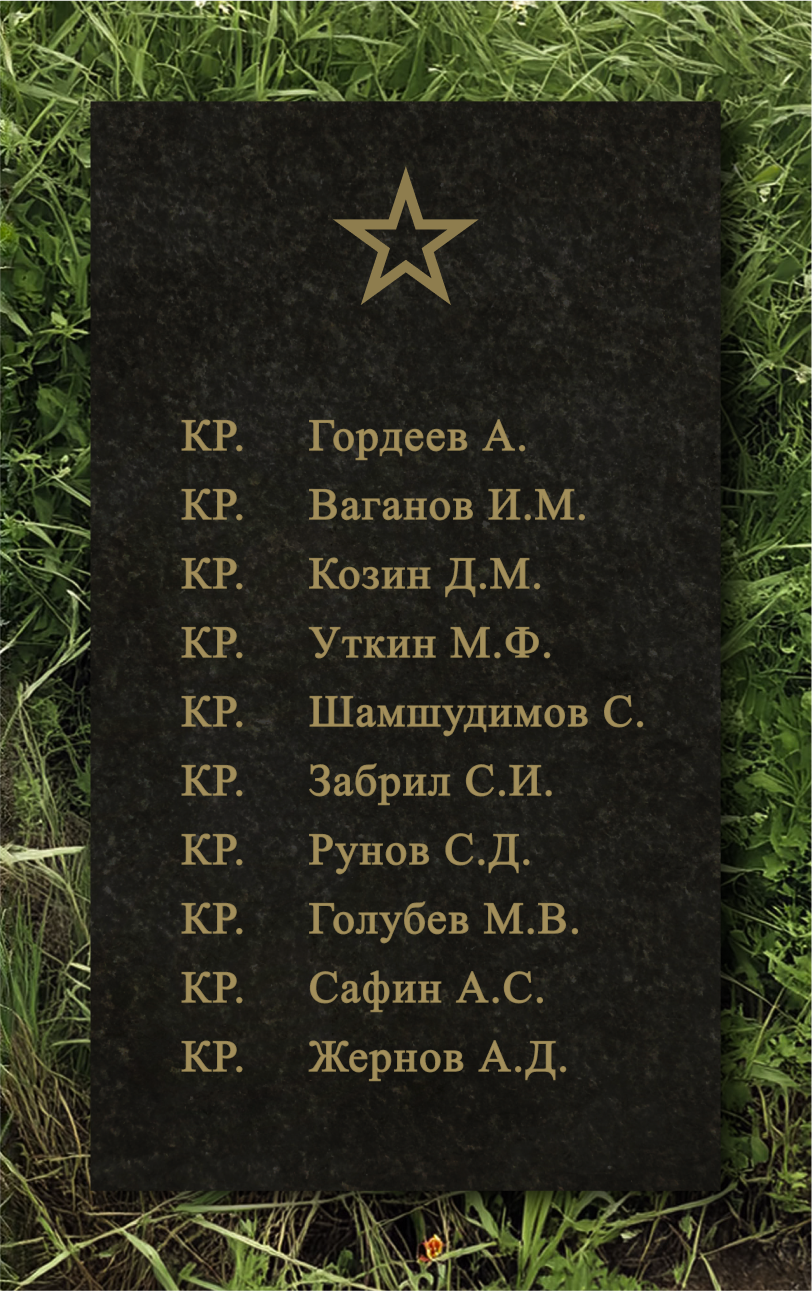 КР. Гордеев А.
КР. Ваганов И.М.
КР. Козин Д.М.
КР. Уткин М.Ф.
КР. Шамшудимов С.
КР. Забрил С.И.
КР. Рунов С.Д.
КР. Голубев М.В.
КР. Сафин А.С.
КР. Жернов А.Д.